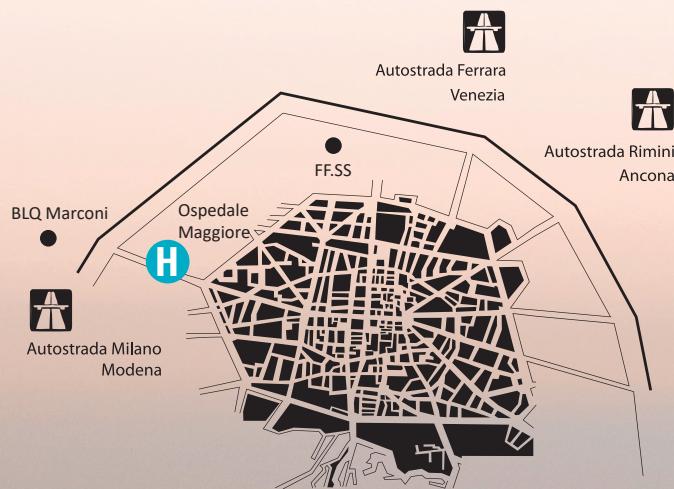 Autostrada Ferrara
Venezia
Autostrada Rimini
Ancona
FF.SS
BLQ Marconi
Ospedale
Maggiore
H
Autostrada Milano
Modena